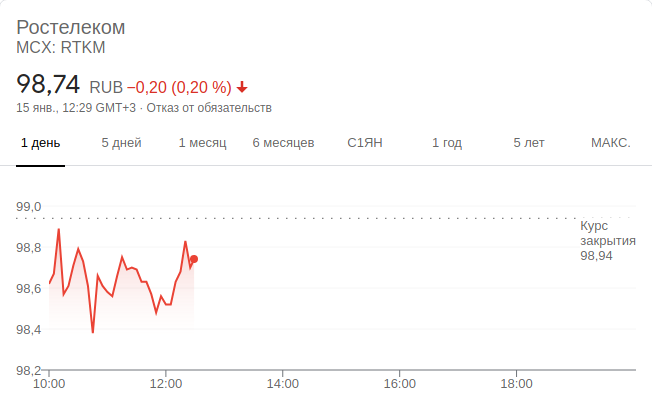 Ростелеком
MCX: RTKM
98,74 RUB −0,20 (0,20 %)
15 янв., 12:29 GMT+3 · Отказ от обязательств
1 день 5 дней 1 месяц 6 месяцев С1ЯН 1 год 5 лет МАКС.
99,0
Курс
98,8
закрытия
98,94
98,6
98,4
98,2
10:00 12:00 14:00 16:00 18:00